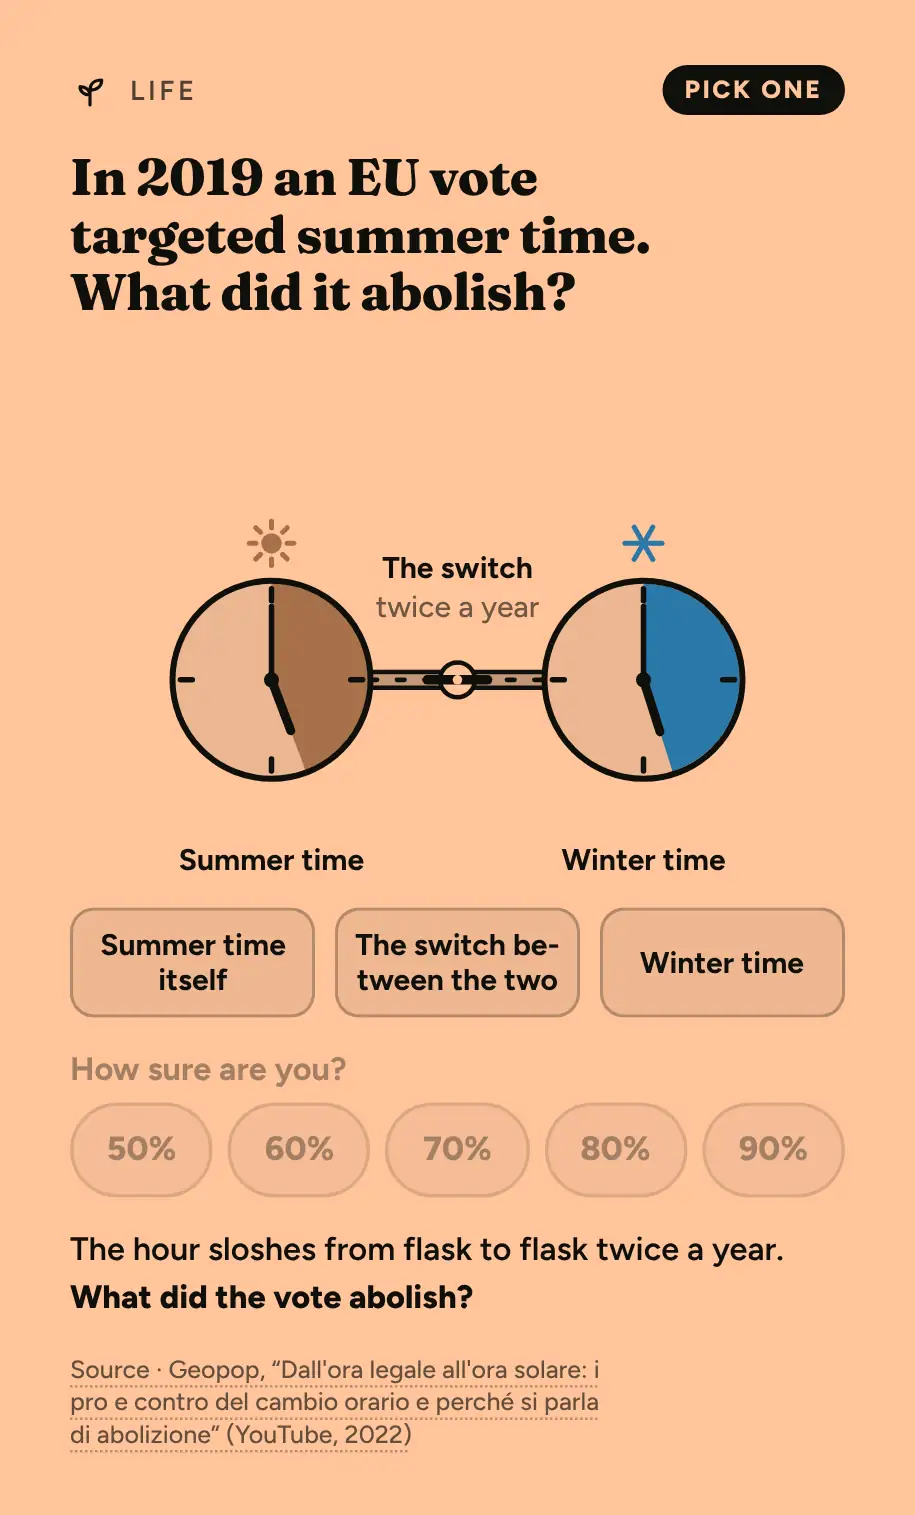 LIFE
PICK ONE
In 2019 an EU vote
targeted summer time.
What did it abolish?
The switch
twice a year
Summer time
Winter time
Summer time
itself
The switch be-
tween the two
Winter time
How sure are you?
50%
60%
70%
80%
90%
The hour sloshes from flask to flask twice a year.
What did the vote abolish?
Source · Geopop, “Dall'ora legale all'ora solare: i
pro e contro del cambio orario e perché si parla
di abolizione” (YouTube, 2022)